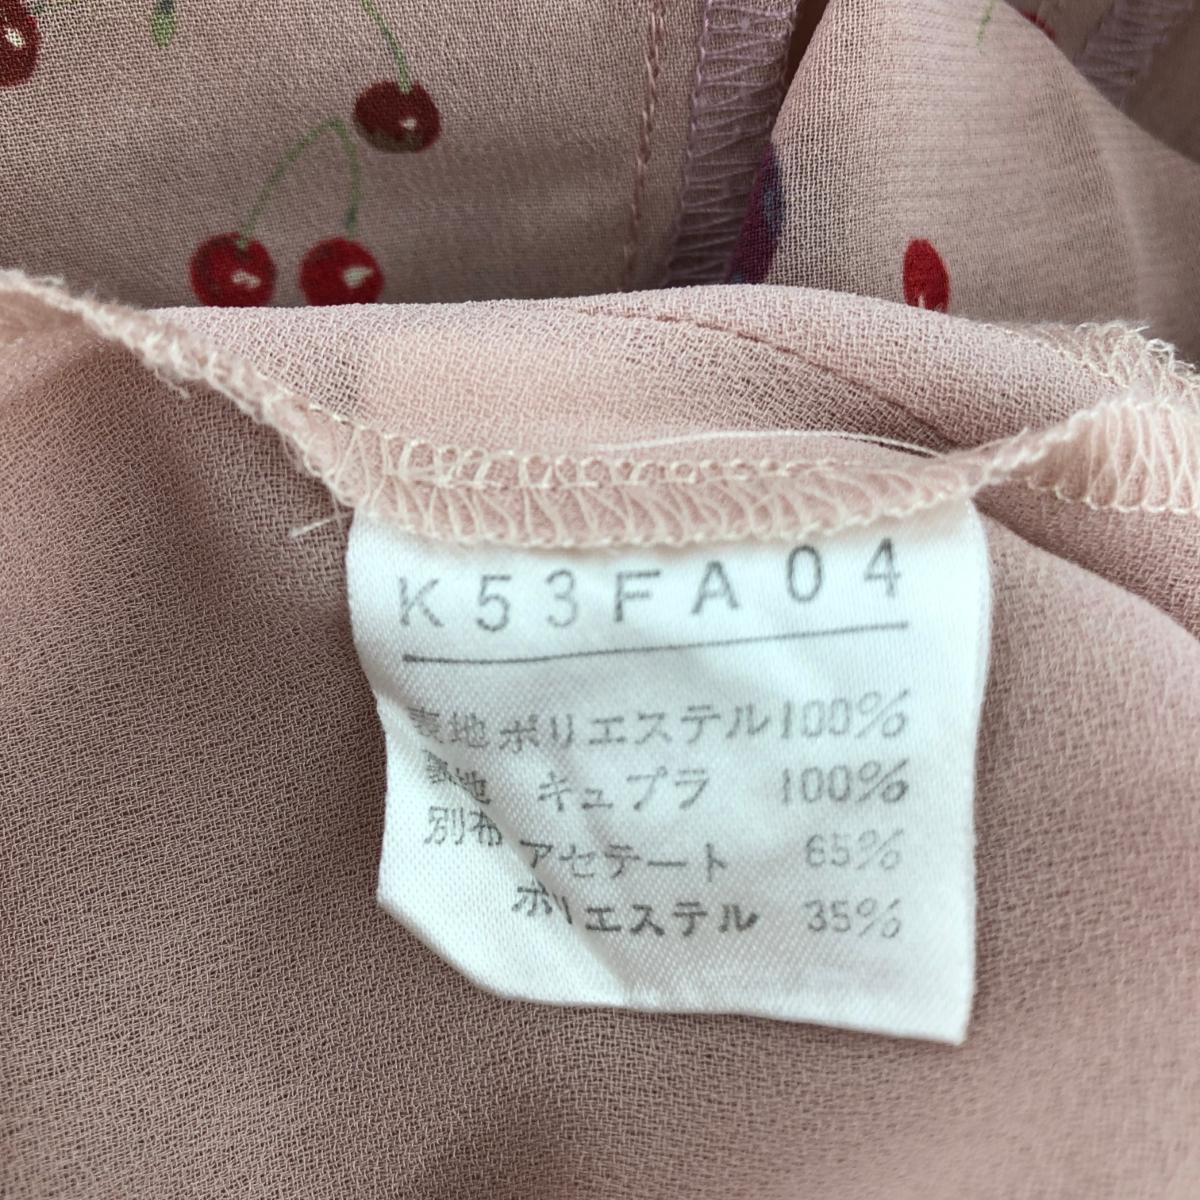 K53FA04
表地 ポリエステル 100%
裏地 キュプラ 100%
別布 アセテート 65%
ポリエステル 35%